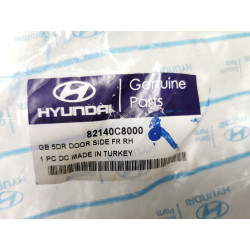 HYUNDAI
Genuine
Parts
82140C8000
GB 5DR DOOR SIDE FR RH
1 PC DC MADE IN TURKEY